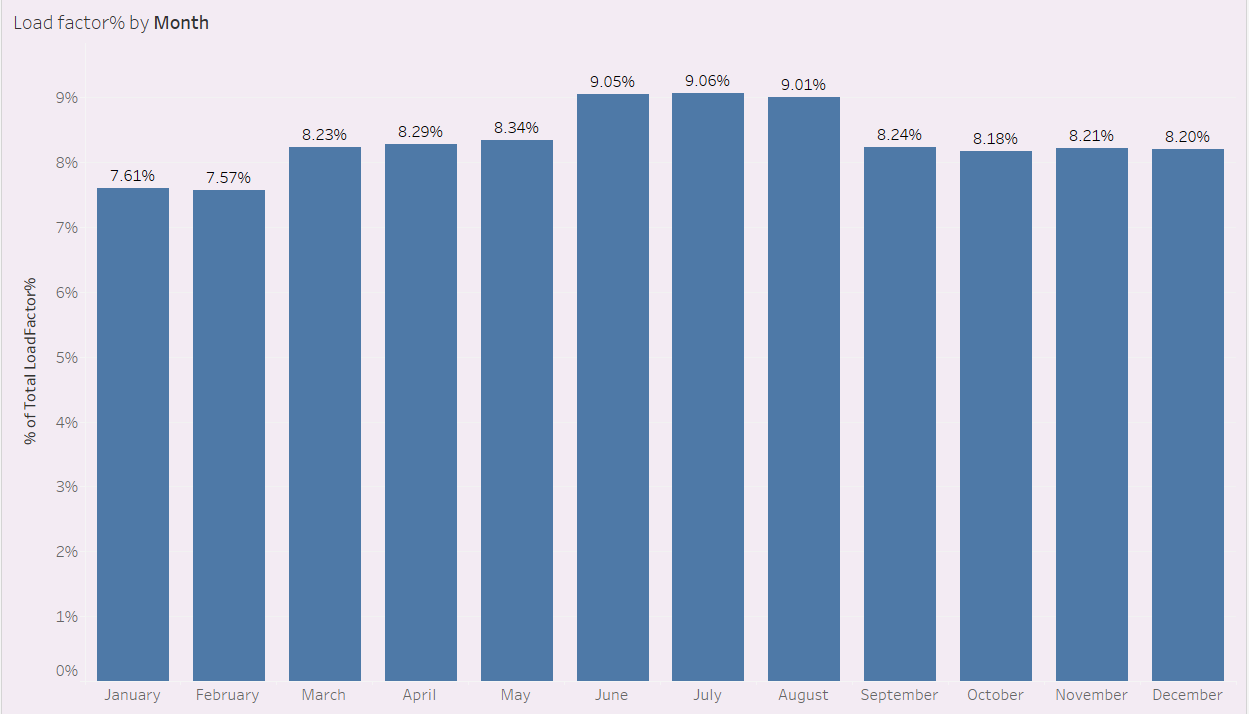 Load factor% by Month
% of Total LoadFactor%
9%
8%
7%
6%
5%
4%
3%
2%
1%
0%
7.61%
7.57%
8.23%
8.29%
8.34%
9.05%
9.06%
9.01%
8.24%
8.18%
8.21%
8.20%
January
February
March
April
May
June
July
August
September
October
November
December